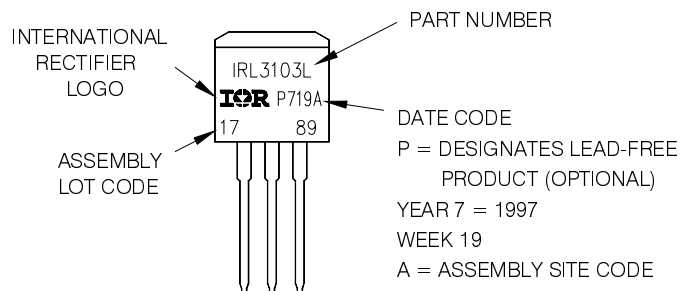 PART NUMBER
INTERNATIONAL
RECTIFIER
LOGO
IRL3103L
IOR P719A
17 89
ASSEMBLY
LOT CODE
DATE CODE
P = DESIGNATES LEAD-FREE
PRODUCT (OPTIONAL)
YEAR 7 = 1997
WEEK 19
A = ASSEMBLY SITE CODE